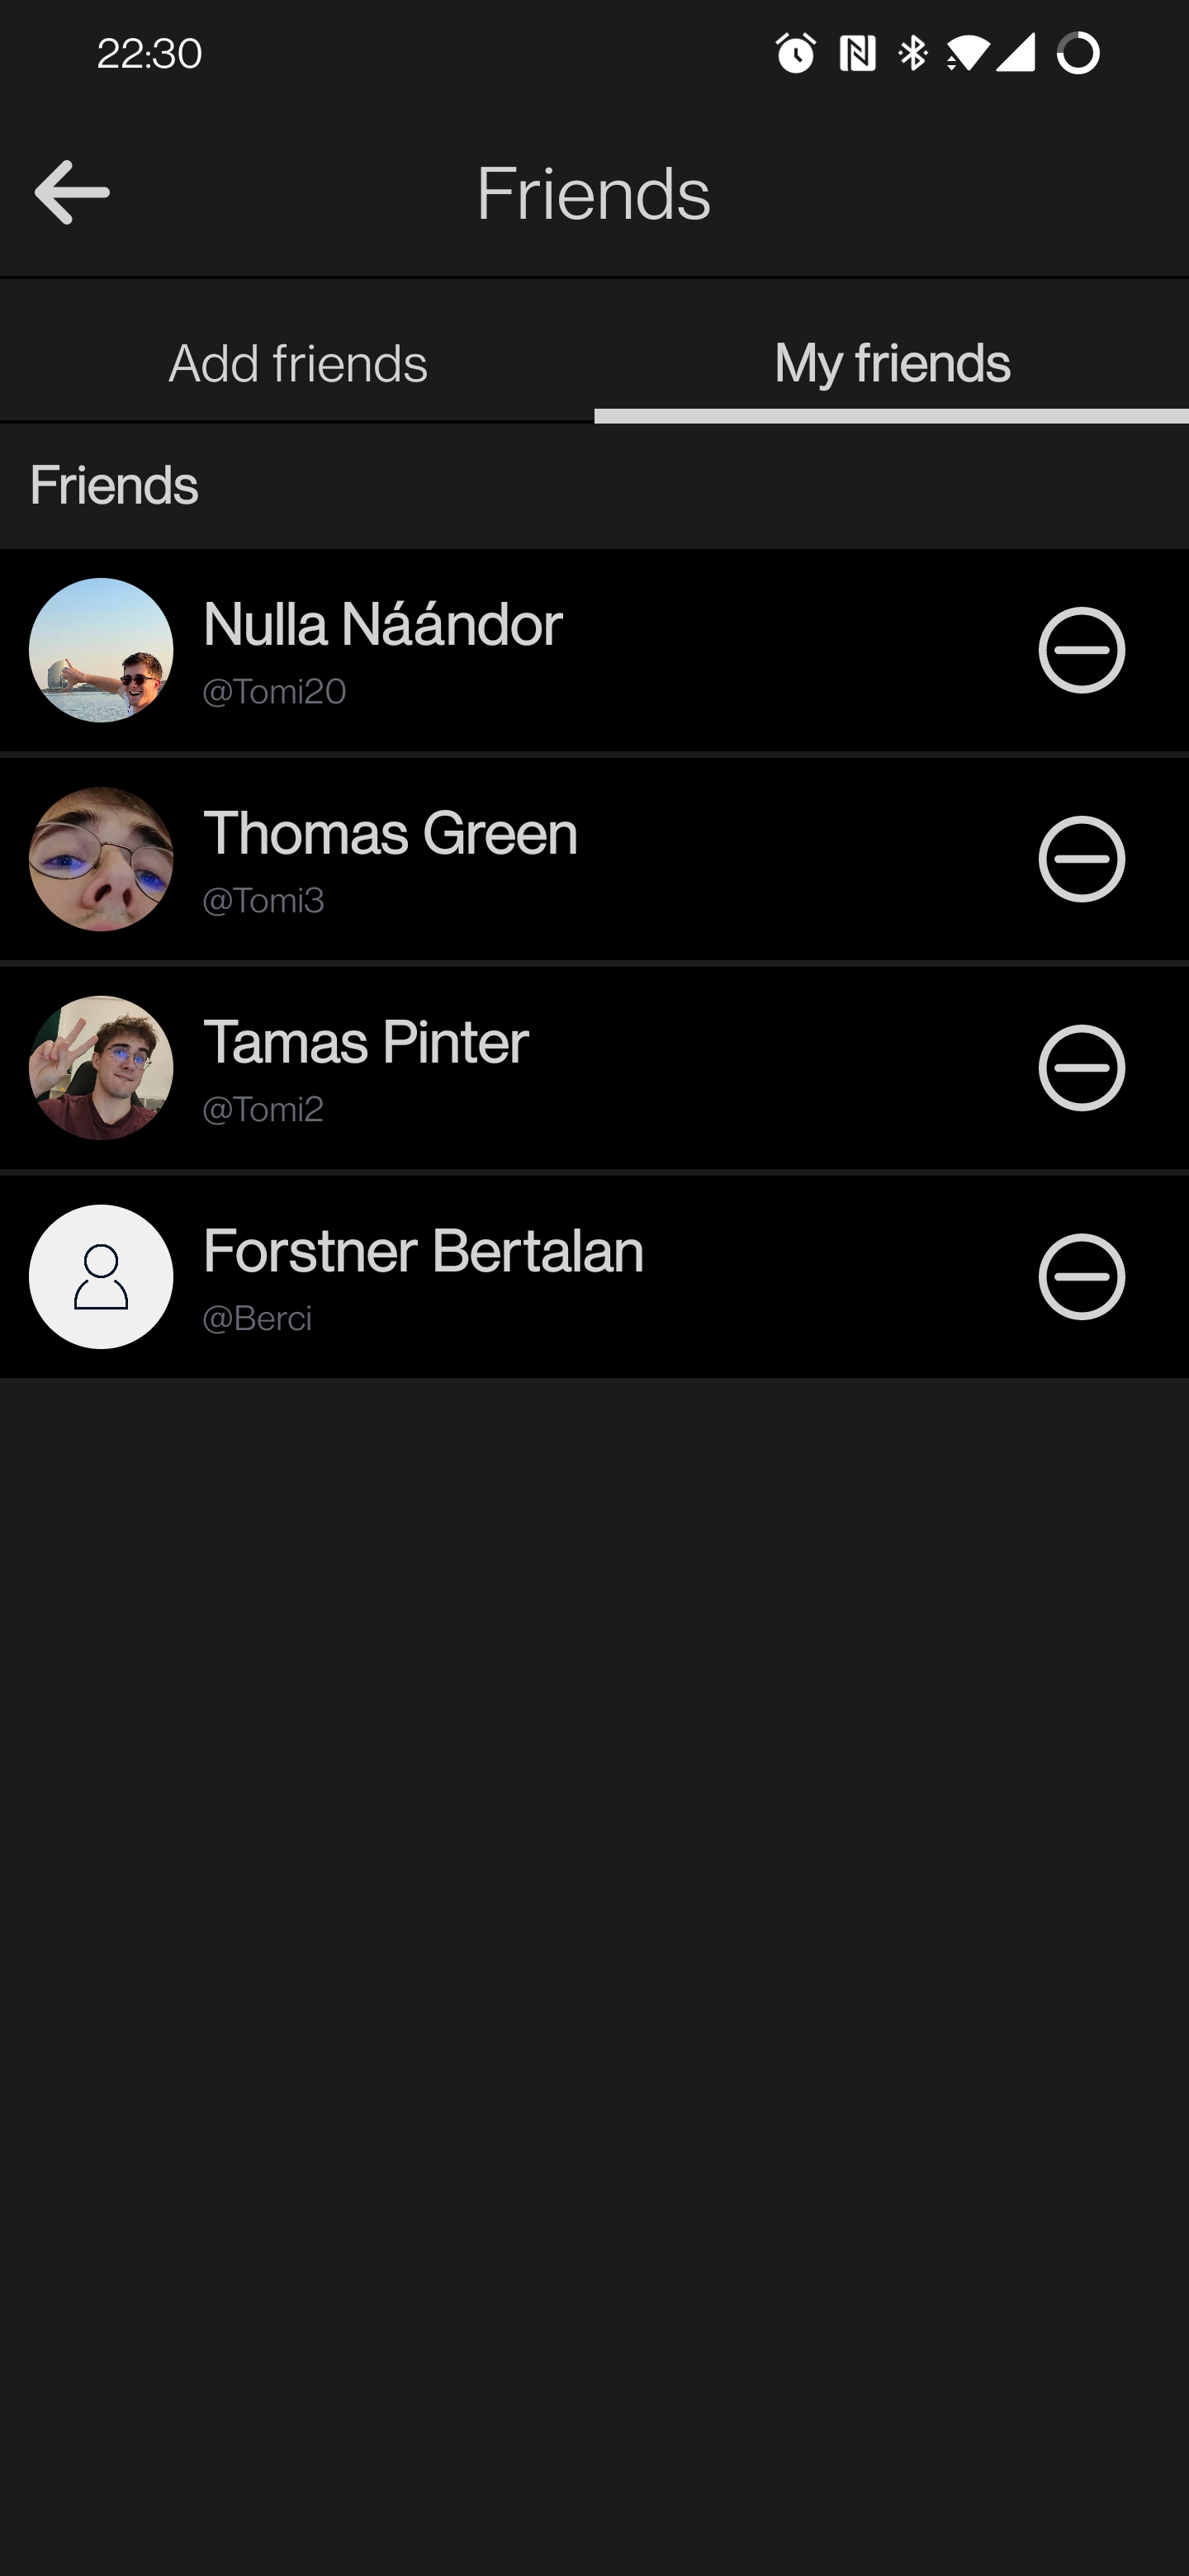 22:30
Friends
Add friends
My friends
Friends
Nulla Náándor
@Tomi20
Thomas Green
@Tomi3
Tamas Pinter
@Tomi2
Forstner Bertalan
@Berci